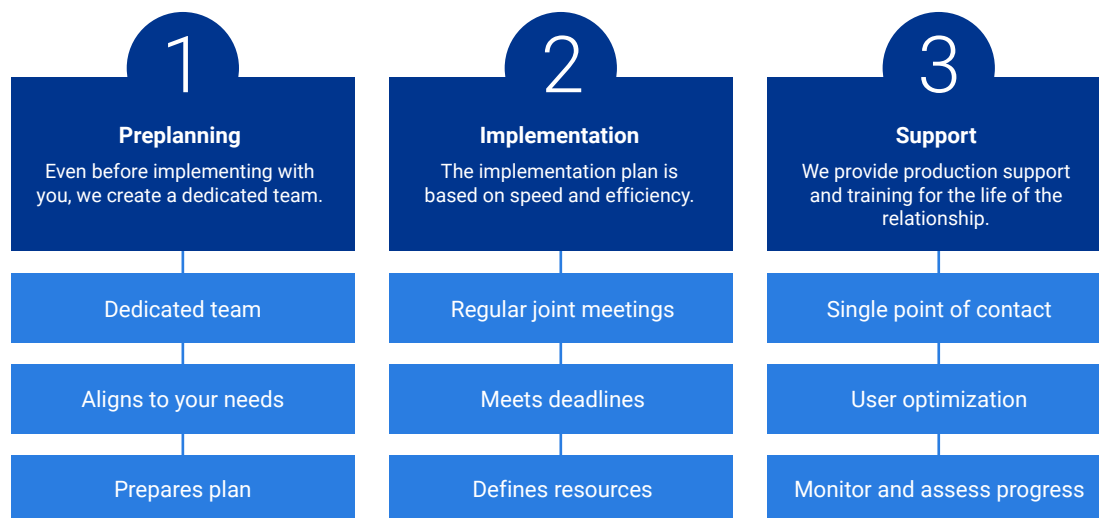 1
Preplanning
Even before implementing with
you, we create a dedicated team.
Dedicated team
Aligns to your needs
Prepares plan
2
Implementation
The implementation plan is
based on speed and efficiency.
Regular joint meetings
Meets deadlines
Defines resources
3
Support
We provide production support
and training for the life of the
relationship.
Single point of contact
User optimization
Monitor and assess progress